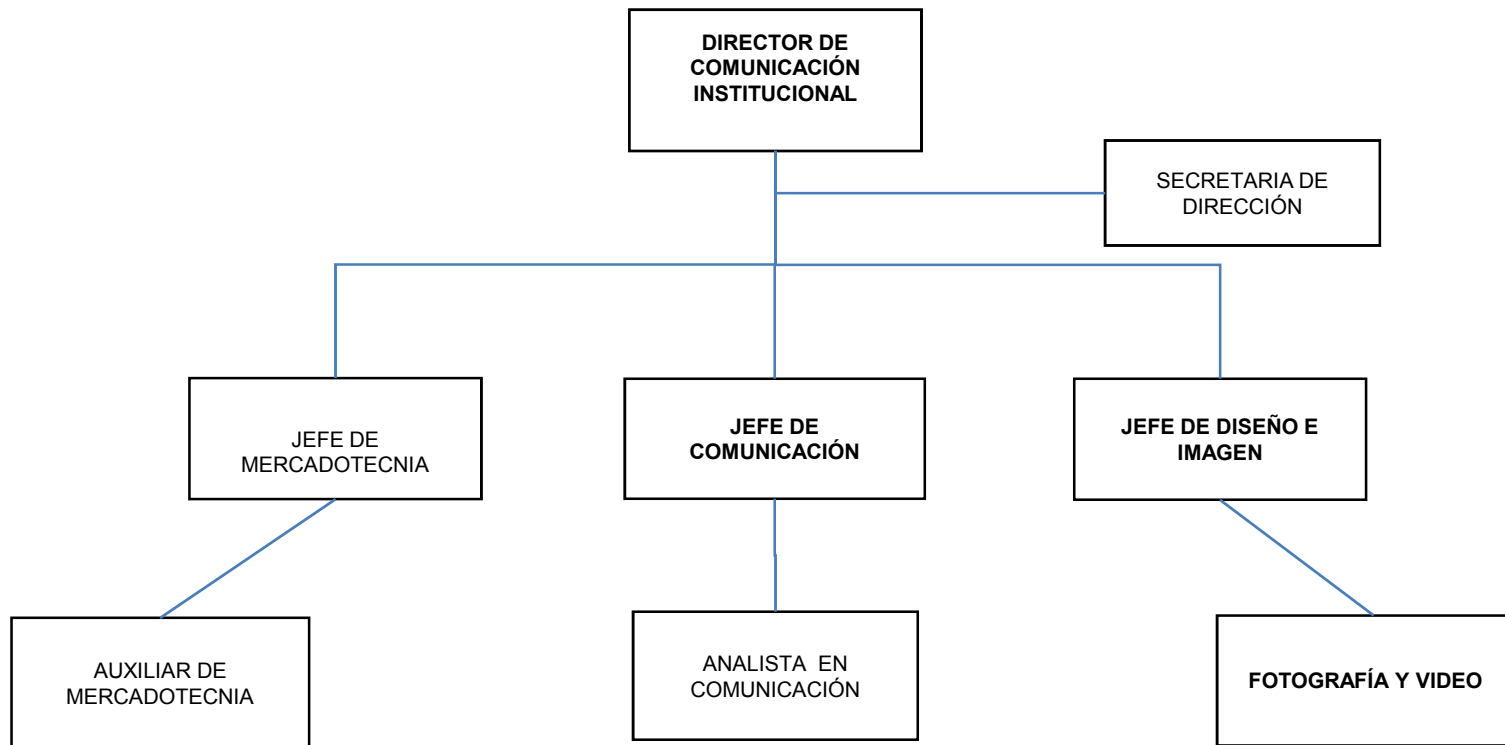 DIRECTOR DE
COMUNICACIÓN
INSTITUCIONAL
SECRETARIA DE
DIRECCIÓN
JEFE DE
MERCADOTECNIA
JEFE DE
COMUNICACIÓN
JEFE DE DISEÑO E
IMAGEN
AUXILIAR DE
MERCADOTECNIA
ANALISTA EN
COMUNICACIÓN
FOTOGRAFÍA Y VIDEO